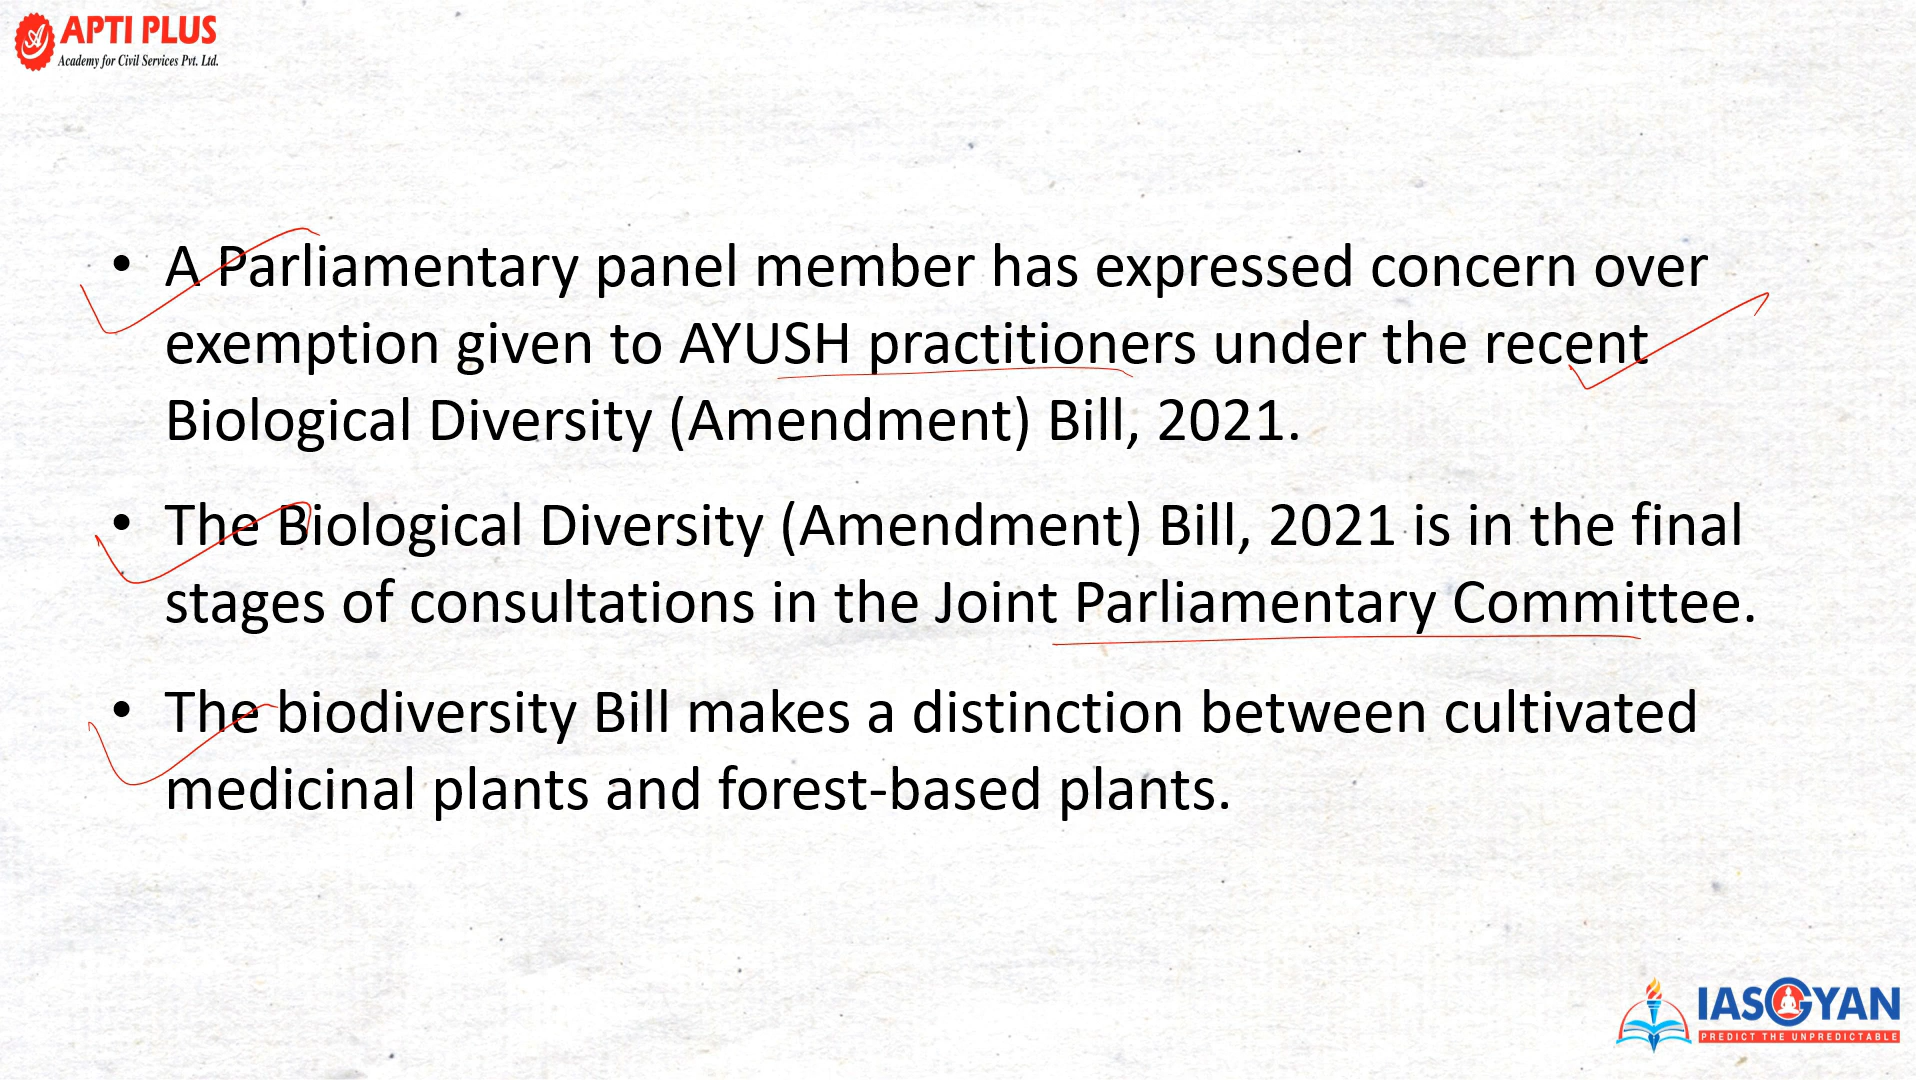 APTI PLUS
Academy for Civil Services Pvt. Ltd.
• A Parliamentary panel member has expressed concern over
exemption given to AYUSH practitioners under the recent
Biological Diversity (Amendment) Bill, 2021.
• The Biological Diversity (Amendment) Bill, 2021 is in the final
stages of consultations in the Joint Parliamentary Committee.
• The biodiversity Bill makes a distinction between cultivated
medicinal plants and forest-based plants.
IASGYAN
PREDICT THE UNPREDICTABLE